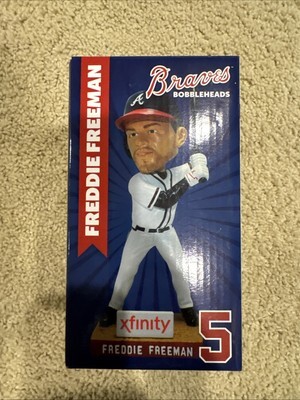 FREDDIE FREEMAN
Braves
BOBBLEHEADS
A
xfinity
FREDDIE FREEMAN 5